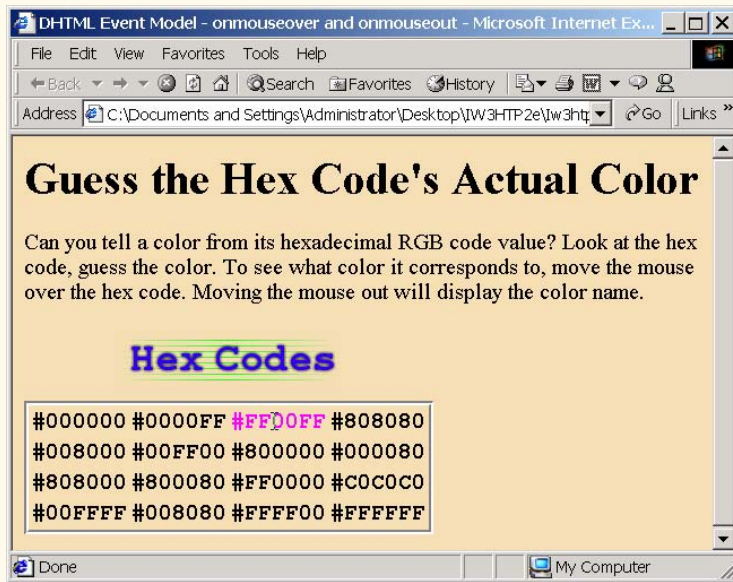 DHTML Event Model - onmouseover and onmouseout - Microsoft Internet Ex...
File Edit View Favorites Tools Help
Back Search Favorites History
Address C:\Documents and Settings\Administrator\Desktop\IW3HTP2e\Iw3htp Go Links »
Guess the Hex Code's Actual Color
Can you tell a color from its hexadecimal RGB code value? Look at the hex
code, guess the color. To see what color it corresponds to, move the mouse
over the hex code. Moving the mouse out will display the color name.
Hex Codes
#000000 #0000FF #FF00FF #808080
#008000 #00FF00 #800000 #000080
#808000 #800080 #FF0000 #C0C0C0
#00FFFF #008080 #FFFF00 #FFFFFF
Done My Computer